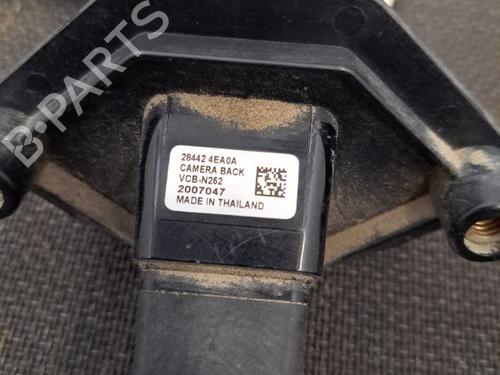 B-PARTS
28442 4EA0A
CAMERA BACK
VCB-N262
2007047
MADE IN THAILAND